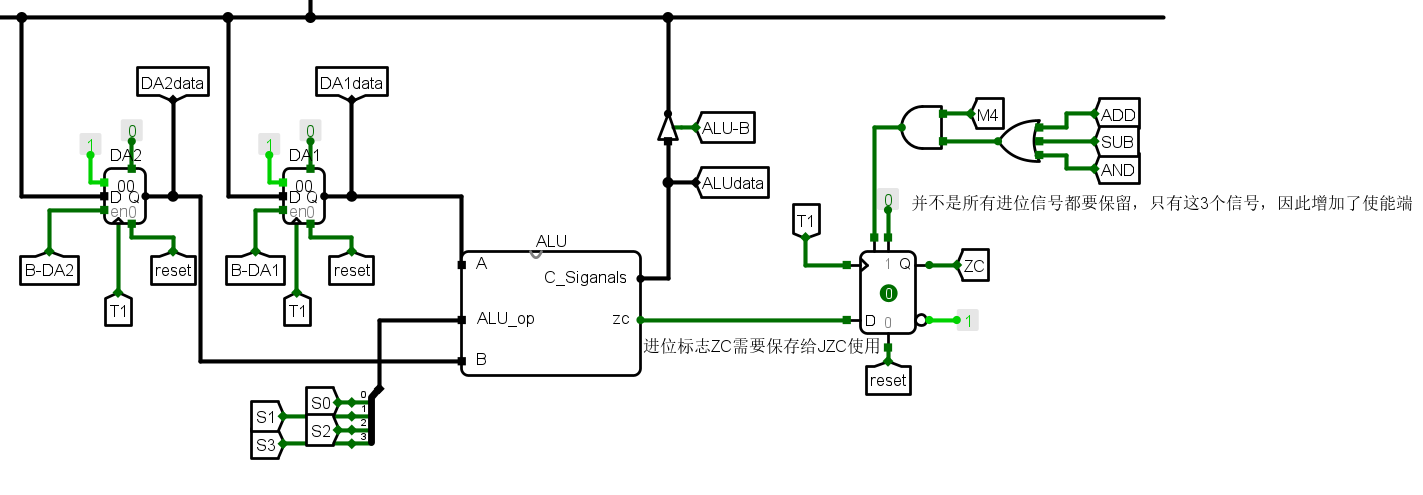 DA2data
DA1data
1
0
DA2
00
D Q
en0
B-DA2
T1
reset
1
0
DA1
00
D Q
en0
B-DA1
T1
reset
ALU-B
ALUdata
M4
ADD
SUB
AND
并不是所有进位信号都要保留，只有这3个信号，因此增加了使能端
ALU
A
C_Siganals
ALU_op
zc
B
进位标志ZC需要保存给JZC使用
T1
0
1 Q
0
D 0
ZC
1
reset
S0
S1
S2
S3
0
1
2
3